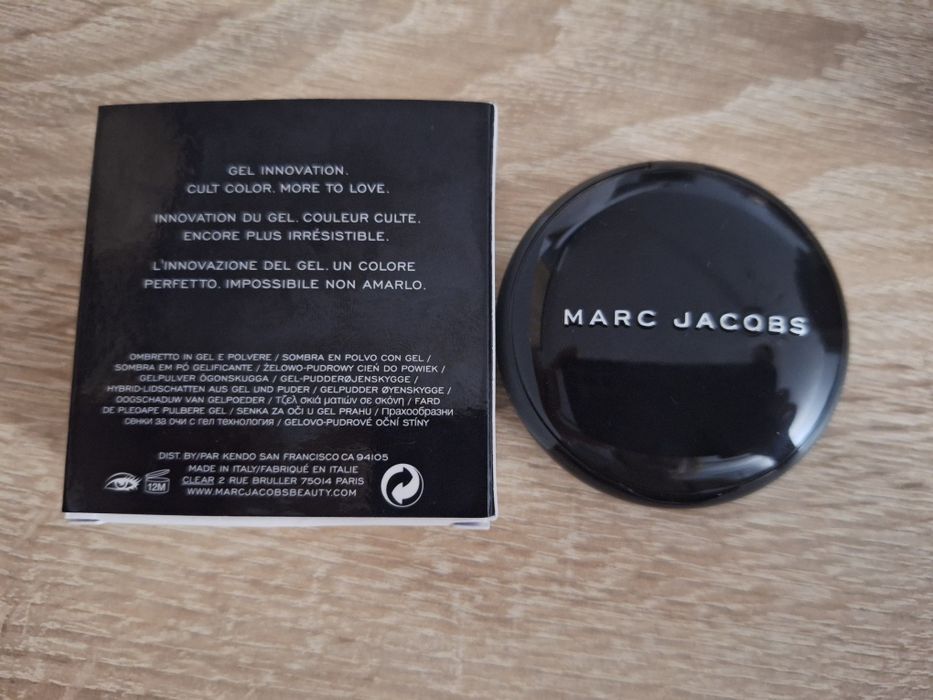 GEL INNOVATION.
CULT COLOR. MORE TO LOVE.
INNOVATION DU GEL. COULEUR CULTE.
ENCORE PLUS IRRÉSISTIBLE.
L'INNOVAZIONE DEL GEL. UN COLORE
PERFETTO. IMPOSSIBILE NON AMARLO.
OMBRETTO IN GEL E POLVERE / SOMBRA EN POLVO CON GEL /
SOMBRA EM PÓ GELIFICANTE / ŻELOWO-PUDROWY CIEŃ DO POWIEK /
GELPULVER ÖGONSKUGGA / GEL-PUDDERØJENSKYGGE /
HYBRID-LIDSCHATTEN AUS GEL UND PUDER / GELPUDDER ØYENSKYGGE /
OOGSCHADUW VAN GELPOEDER / Τζελ σκιά ματιών σε σκόνη / FARD
DE PLEOAPE PULBERE GEL / SENKA ZA OČI U GEL PRAHU / Прахообразни
сенки за очи с гел технология / GELOVO-PUDROVÉ OČNÍ STÍNY
DIST. BY/PAR KENDO SAN FRANCISCO CA 94105
MADE IN ITALY/FABRIQUÉ EN ITALIE
CLEAR 2 RUE BRULLER 75014 PARIS
WWW.MARCJACOBSBEAUTY.COM
12M
MARC JACOBS